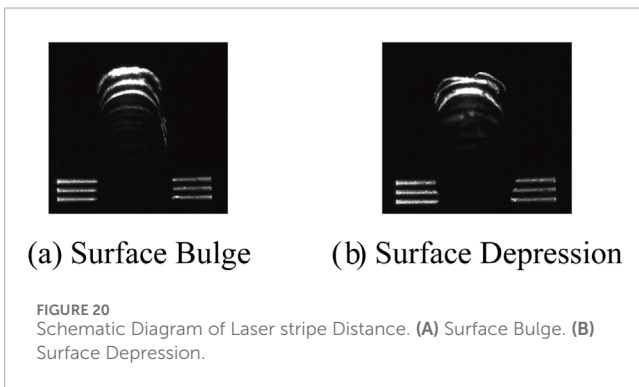 (a) Surface Bulge
(b) Surface Depression
FIGURE 20
Schematic Diagram of Laser stripe Distance. (A) Surface Bulge. (B)
Surface Depression.